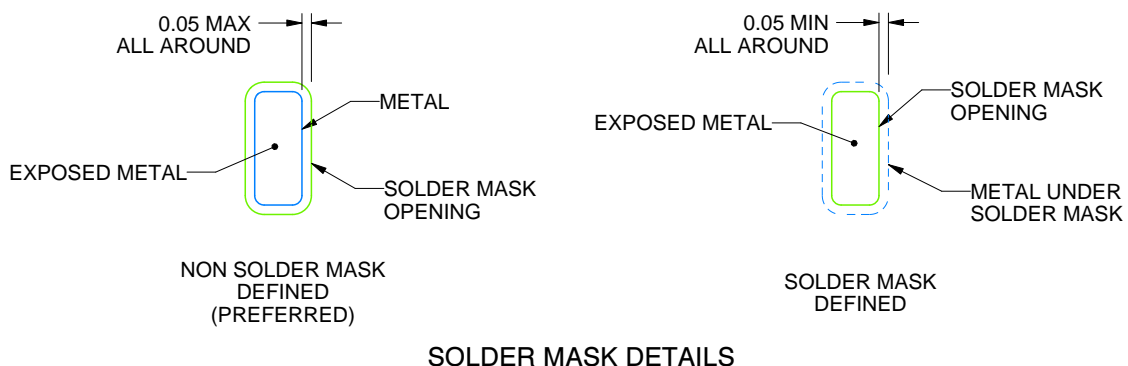 0.05 MAX
ALL AROUND
METAL
EXPOSED METAL
SOLDER MASK
OPENING
NON SOLDER MASK
DEFINED
(PREFERRED)
0.05 MIN
ALL AROUND
SOLDER MASK
OPENING
EXPOSED METAL
METAL UNDER
SOLDER MASK
SOLDER MASK
DEFINED
SOLDER MASK DETAILS